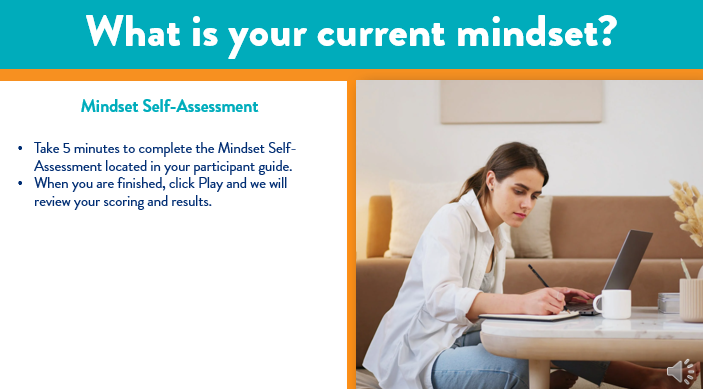 What is your current mindset?
Mindset Self-Assessment
• Take 5 minutes to complete the Mindset Self-
Assessment located in your participant guide.
• When you are finished, click Play and we will
review your scoring and results.